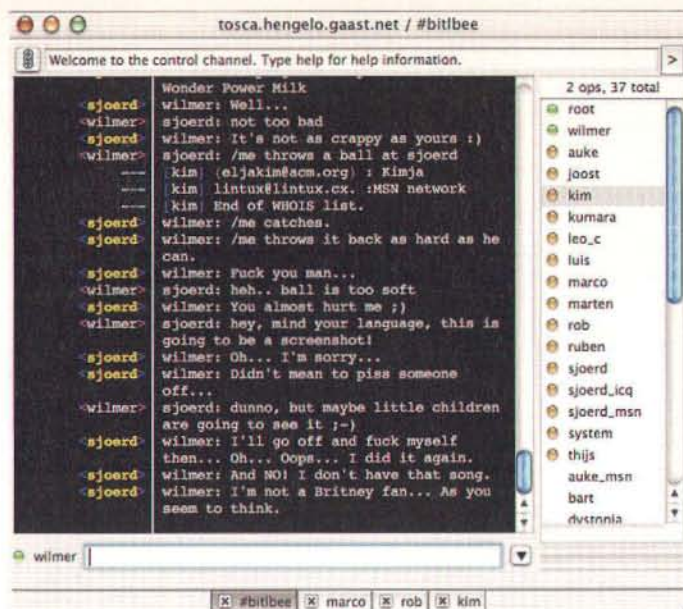 tosca.hengelo.gaast.net / #bitlbee
Welcome to the control channel. Type help for help information.
>
Wonder Power Milk
<sjoerd> wilmer: Well...
<wilmer> sjoerd: not too bad
<sjoerd> wilmer: It's not as crappy as yours :)
<wilmer> sjoerd: /me throws a ball at sjoerd
--- [kim] (eljakim@acm.org) : Kimja
--- [kim] lintux@lintux.cx. :MSN network
--- [kim] End of WHOIS list.
<sjoerd> wilmer: /me catches.
<sjoerd> wilmer: /me throws it back as hard as he
can.
<sjoerd> wilmer: Fuck you man...
<wilmer> sjoerd: heh.. ball is too soft
<sjoerd> wilmer: You almost hurt me ;)
<wilmer> sjoerd: hey, mind your language, this is
going to be a screenshot!
<sjoerd> wilmer: Oh... I'm sorry...
<sjoerd> wilmer: Didn't mean to piss someone
off...
<wilmer> sjoerd: dunno, but maybe little children
are going to see it ;-)
<sjoerd> wilmer: I'll go off and fuck myself
then... Oh... Oops... I did it again.
<sjoerd> wilmer: And NO! I don't have that song.
<sjoerd> wilmer: I'm not a Britney fan... As you
seem to think.
2 ops, 37 total
root
wilmer
auke
joost
kim
kumara
leo_c
luis
marco
marten
rob
ruben
sjoerd
sjoerd_icq
sjoerd_msn
system
thijs
auke_msn
bart
dystopia
wilmer
#bitlbee marco rob kim